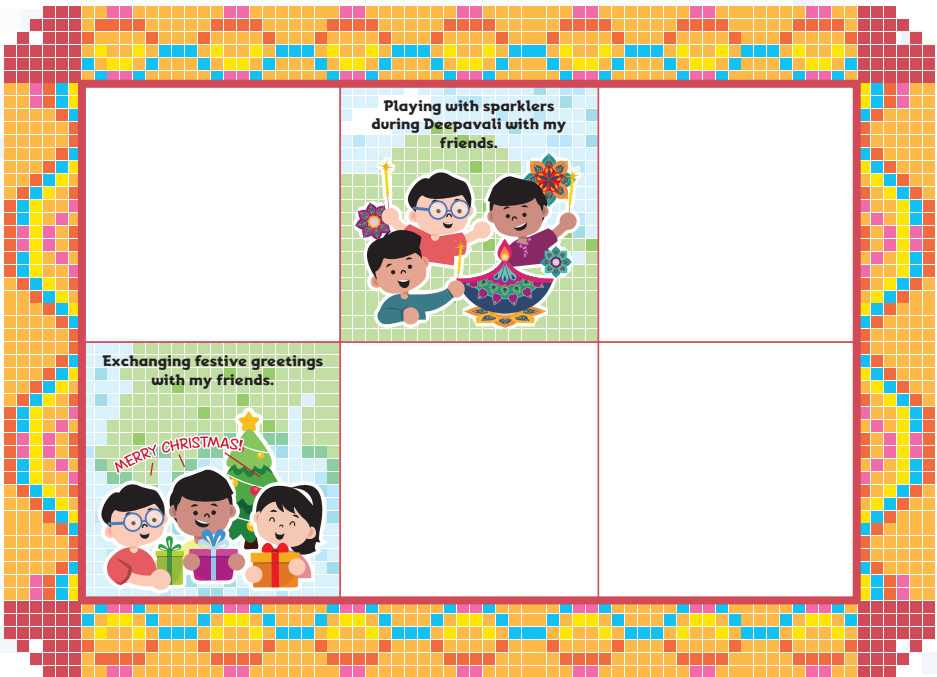 Playing with sparklers
during Deepavali with my
friends.
Exchanging festive greetings
with my friends.
MERRY CHRISTMAS!